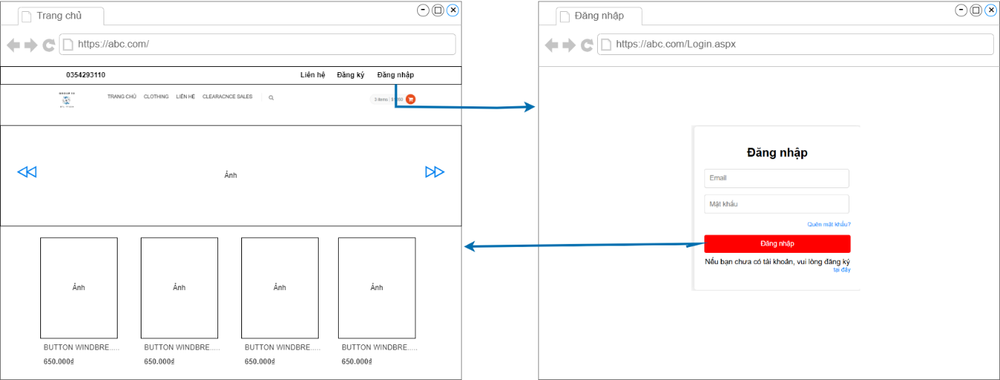 Trang chủ
https://abc.com/
0354293110
Liên hệ
Đăng ký
Đăng nhập
TRANG CHỦ
CLOTHING
LIÊN HỆ
CLEARACNCE SALES
3 items
Ảnh
Ảnh
Ảnh
Ảnh
Ảnh
BUTTON WINDBRE.....
BUTTON WINDBRE.....
BUTTON WINDBRE.....
BUTTON WINDBRE.....
650.000₫
650.000₫
650.000₫
650.000₫
Đăng nhập
https://abc.com/Login.aspx
Đăng nhập
Email
Mật khẩu
Quên mật khẩu?
Đăng nhập
Nếu bạn chưa có tài khoản, vui lòng đăng ký
tại đây